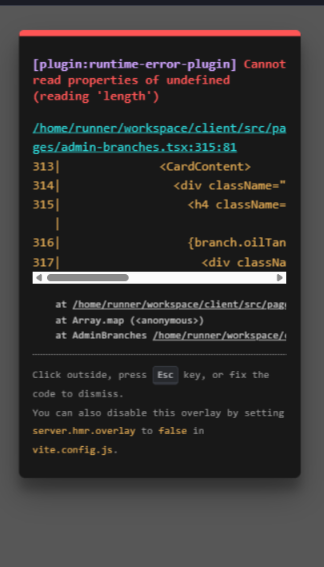 [plugin:runtime-error-plugin] Cannot
read properties of undefined
(reading 'length')
/home/runner/workspace/client/src/pa
ges/admin-branches.tsx:315:81
313| <CardContent>
314| <div className="
315| <h4 className=
|
316| {branch.oilTan
317| <div classNa
at /home/runner/workspace/client/src/page
at Array.map (<anonymous>)
at AdminBranches /home/runner/workspace/
Click outside, press Esc key, or fix the
code to dismiss.
You can also disable this overlay by setting
server.hmr.overlay to false in
vite.config.js.